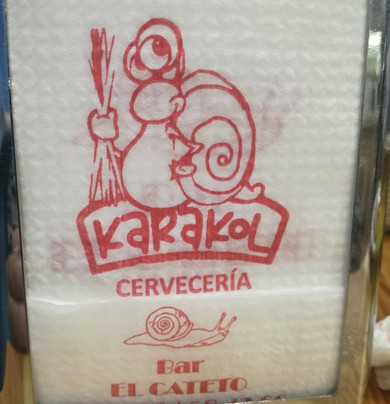 KARAKOL
CERVECERÍA
Bar
EL CATETO